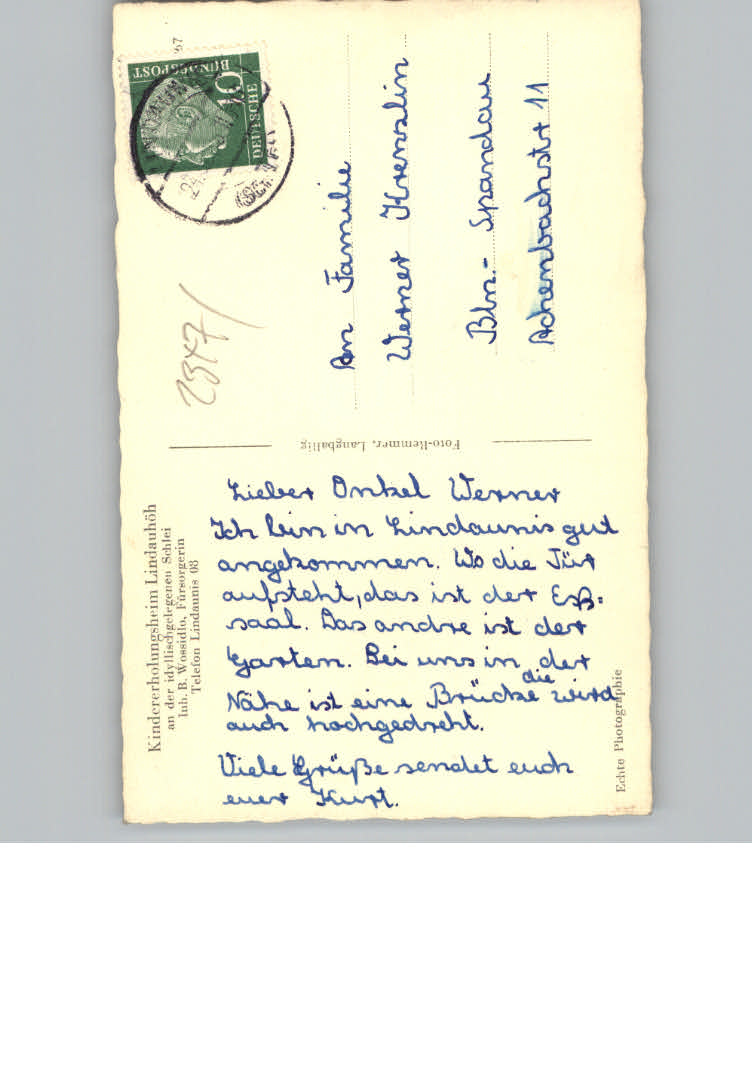 Kindererholungsheim Lindauhöh
an der idyllischgelegenen Schlei
Inh. B. Wossidlo, Fürsorgerin
Telefon Lindaunis 08
Lieber Onkel Werner
Ich bin in Lindaunis gut
angekommen. Wo die Tür
aufsteht, das ist der Eß=
saal. Das andre ist der
Garten. Bei uns in der
Nähe ist eine Brücke die wird
auch hochgedreht.
Viele Grüße sendet euch
euer Kurt.
Echte Photographie
Foto-Remmer, Langballig
2347/
DEUTSCHE
BUNDESPOST
10
An Familie
Werner Krenslin
Bln.- Spandau
Achenbachstr 11